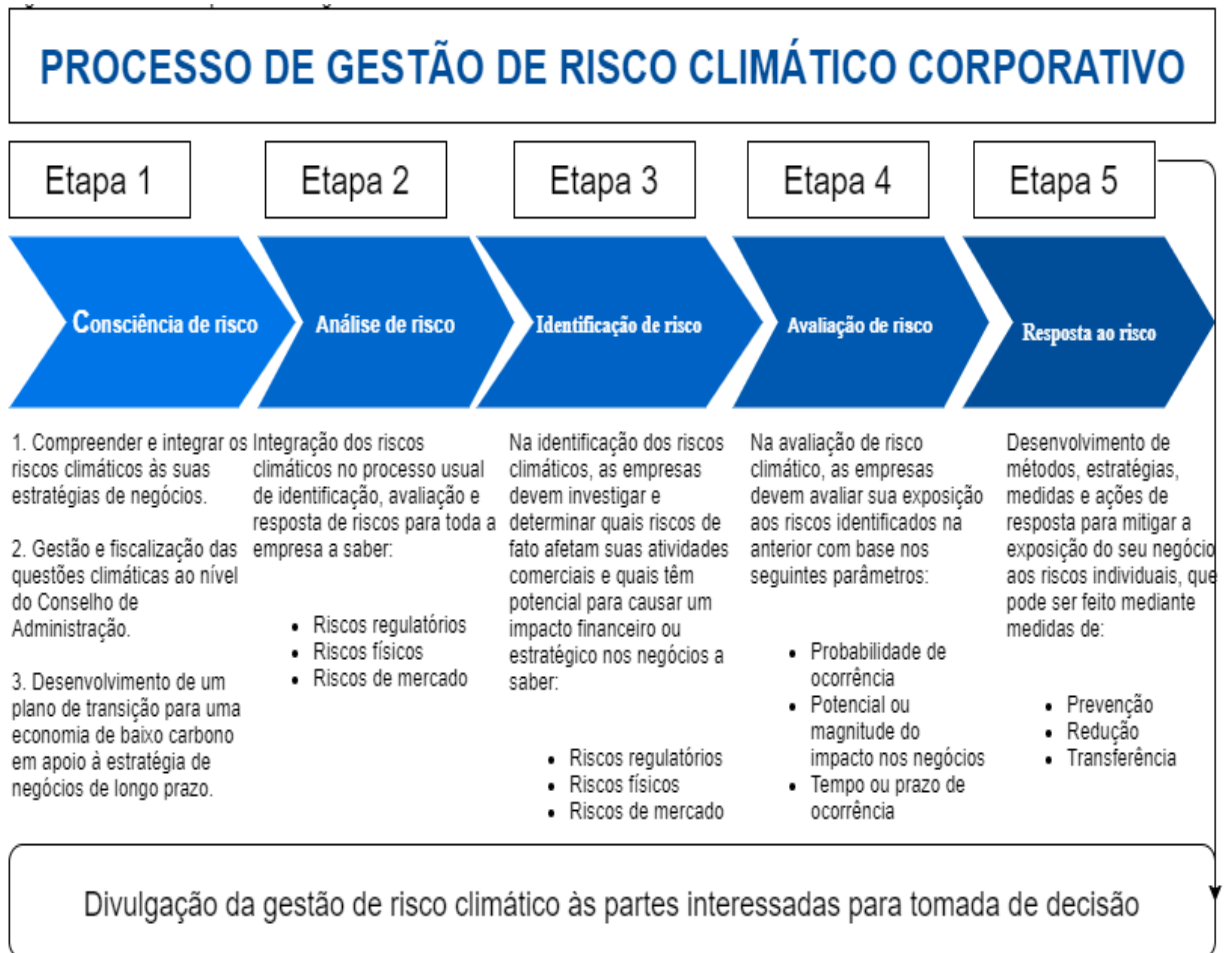 PROCESSO DE GESTÃO DE RISCO CLIMÁTICO CORPORATIVO
Etapa 1
Etapa 2
Etapa 3
Etapa 4
Etapa 5
Consciência de risco
Análise de risco
Identificação de risco
Avaliação de risco
Resposta ao risco
1. Compreender e integrar os
riscos climáticos às suas
estratégias de negócios.
2. Gestão e fiscalização das
questões climáticas ao nível
do Conselho de
Administração.
3. Desenvolvimento de um
plano de transição para uma
economia de baixo carbono
em apoio à estratégia de
negócios de longo prazo.
Integração dos riscos
climáticos no processo usual
de identificação, avaliação e
resposta de riscos para toda a
empresa a saber:
• Riscos regulatórios
• Riscos físicos
• Riscos de mercado
Na identificação dos riscos
climáticos, as empresas
devem investigar e
determinar quais riscos de
fato afetam suas atividades
comerciais e quais têm
potencial para causar um
impacto financeiro ou
estratégico nos negócios a
saber:
• Riscos regulatórios
• Riscos físicos
• Riscos de mercado
Na avaliação de risco
climático, as empresas
devem avaliar sua exposição
aos riscos identificados na
anterior com base nos
seguintes parâmetros:
• Probabilidade de
ocorrência
• Potencial ou
magnitude do
impacto nos negócios
• Tempo ou prazo de
ocorrência
Desenvolvimento de
métodos, estratégias,
medidas e ações de
resposta para mitigar a
exposição do seu negócio
aos riscos individuais, que
pode ser feito mediante
medidas de:
• Prevenção
• Redução
• Transferência
Divulgação da gestão de risco climático às partes interessadas para tomada de decisão